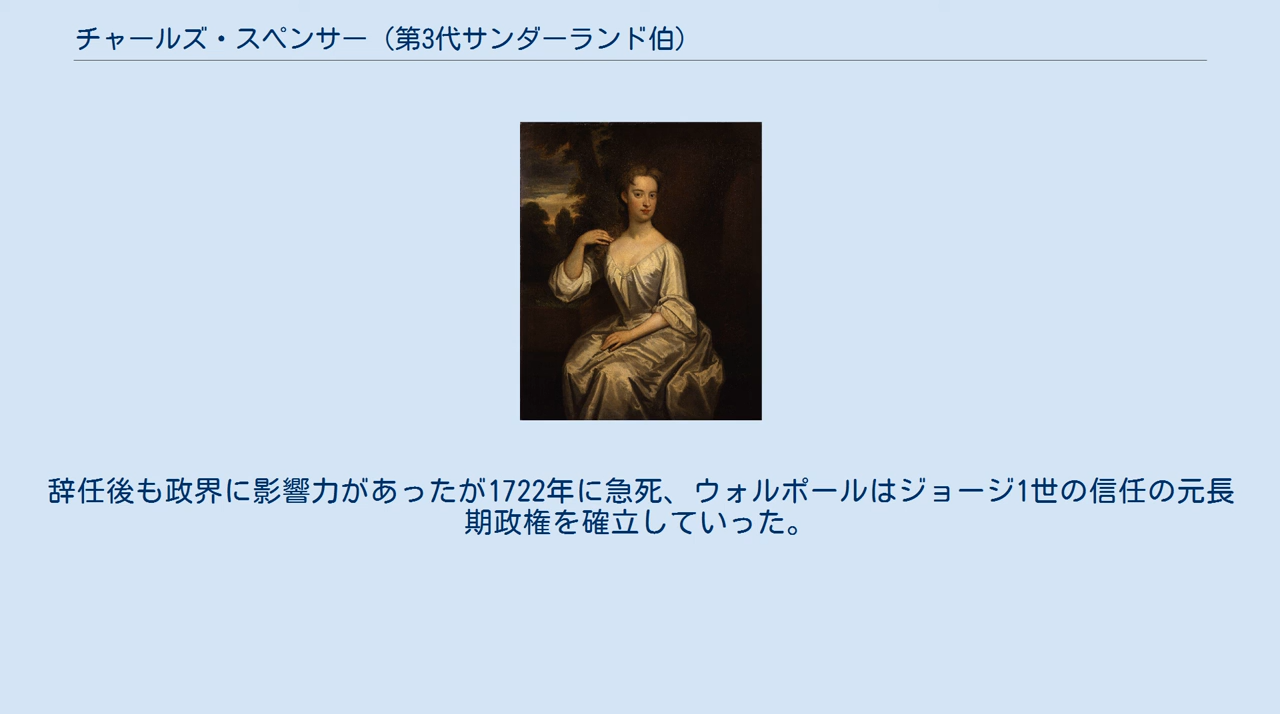 チャールズ・スペンサー（第3代サンダーランド伯）
辞任後も政界に影響力があったが1722年に急死、ウォルポールはジョージ1世の信任の元長
期政権を確立していった。